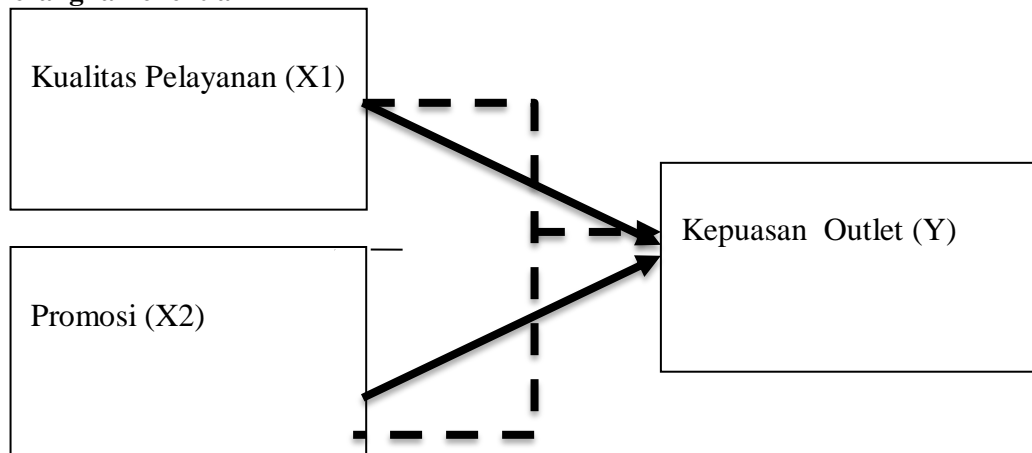 Kualitas Pelayanan (X1)
Kepuasan Outlet (Y)
Promosi (X2)